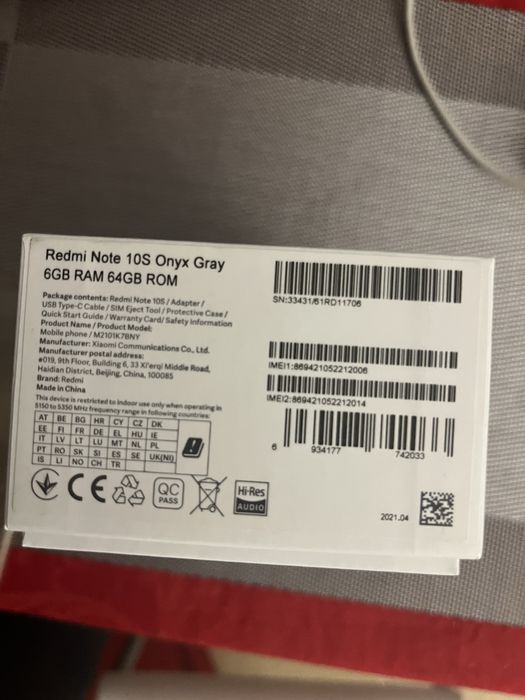 Redmi Note 10S Onyx Gray
6GB RAM 64GB ROM
Package contents: Redmi Note 10S / Adapter /
USB Type-C Cable / SIM Eject Tool / Protective Case /
Quick Start Guide / Warranty Card/ Safety Information
Product Name / Product Model:
Mobile phone / M2101K7BNY
Manufacturer: Xiaomi Communications Co., Ltd.
Manufacturer postal address:
#019, 9th Floor, Building 6, 33 Xi'erqi Middle Road,
Haidian District, Beijing, China, 100085
Brand: Redmi
Made in China
This device is restricted to indoor use only when operating in
5150 to 5350 MHz frequency range in following countries:
AT BE BG HR CY CZ DK
EE FI FR DE EL HU IE
IT LV LT LU MT NL PL
PT RO SK SI ES SE UK(NI)
IS LI NO CH TR
CE
QC
PASS
Hi-Res
AUDIO
SN:33431/61RD11706
IMEI1:869421052212006
IMEI2:869421052212014
6 934177 742033
2021.04